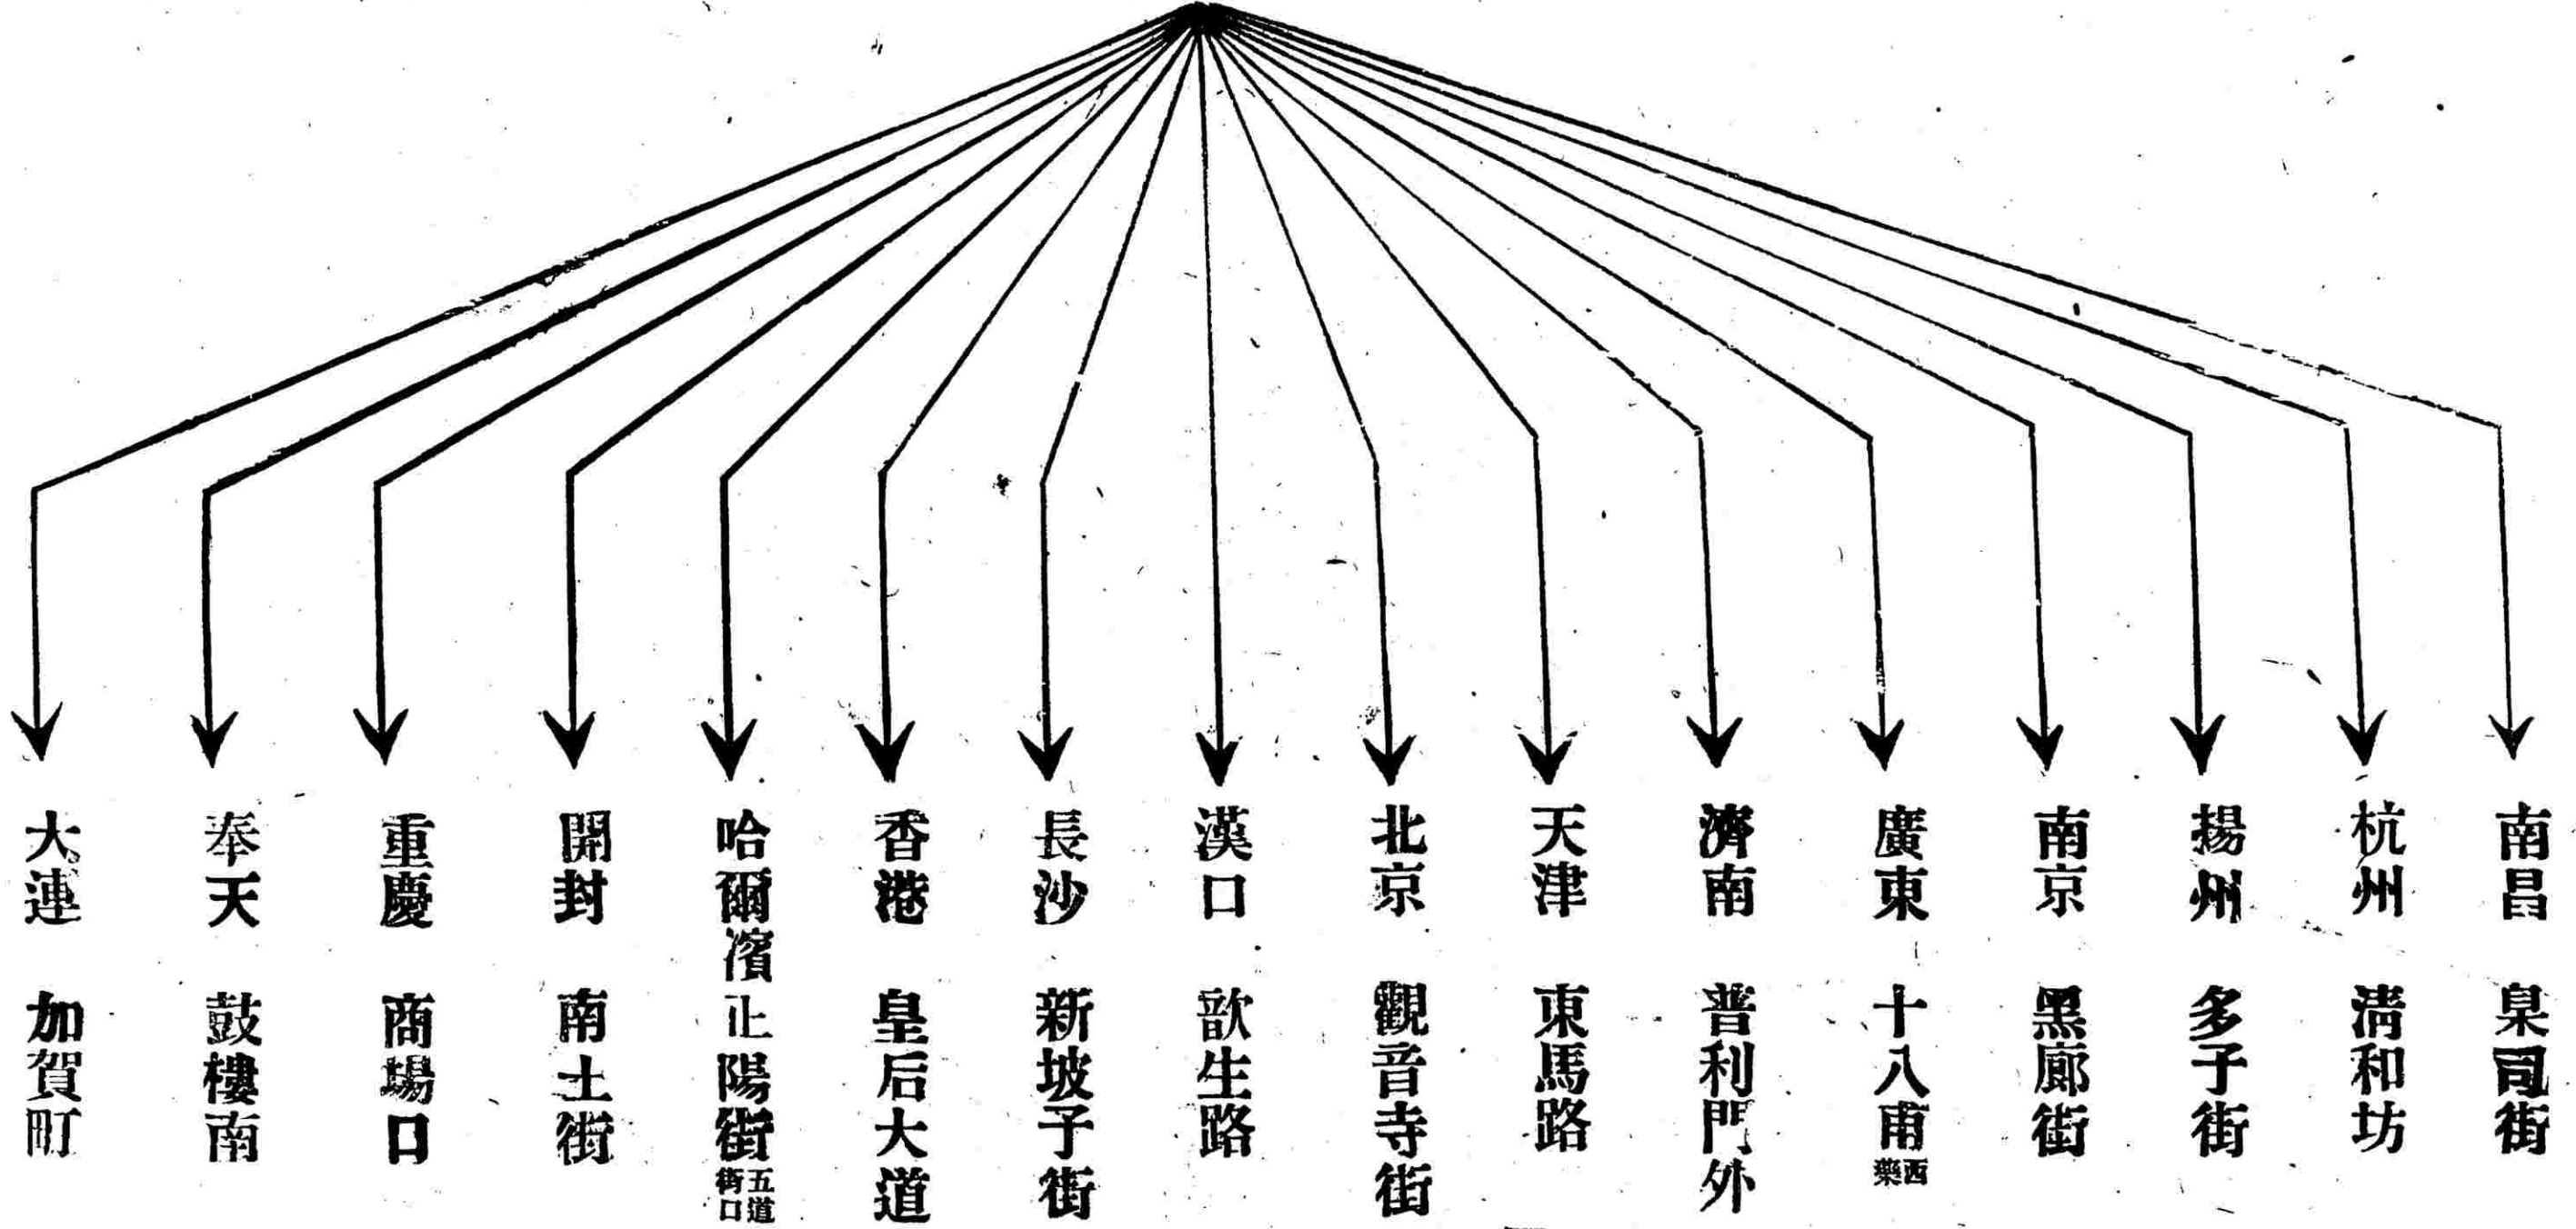 南昌 臬司街
杭州 清和坊
揚州 多子街
南京 黑廊街
廣東 十八甫西藥
濟南 普利門外
天津 東馬路
北京 觀音寺街
漢口 歆生路
長沙 新坡子街
香港 皇后大道
哈爾濱 正陽街五道街口
開封 南土街
重慶 商場口
奉天 鼓樓南
大連 加賀町